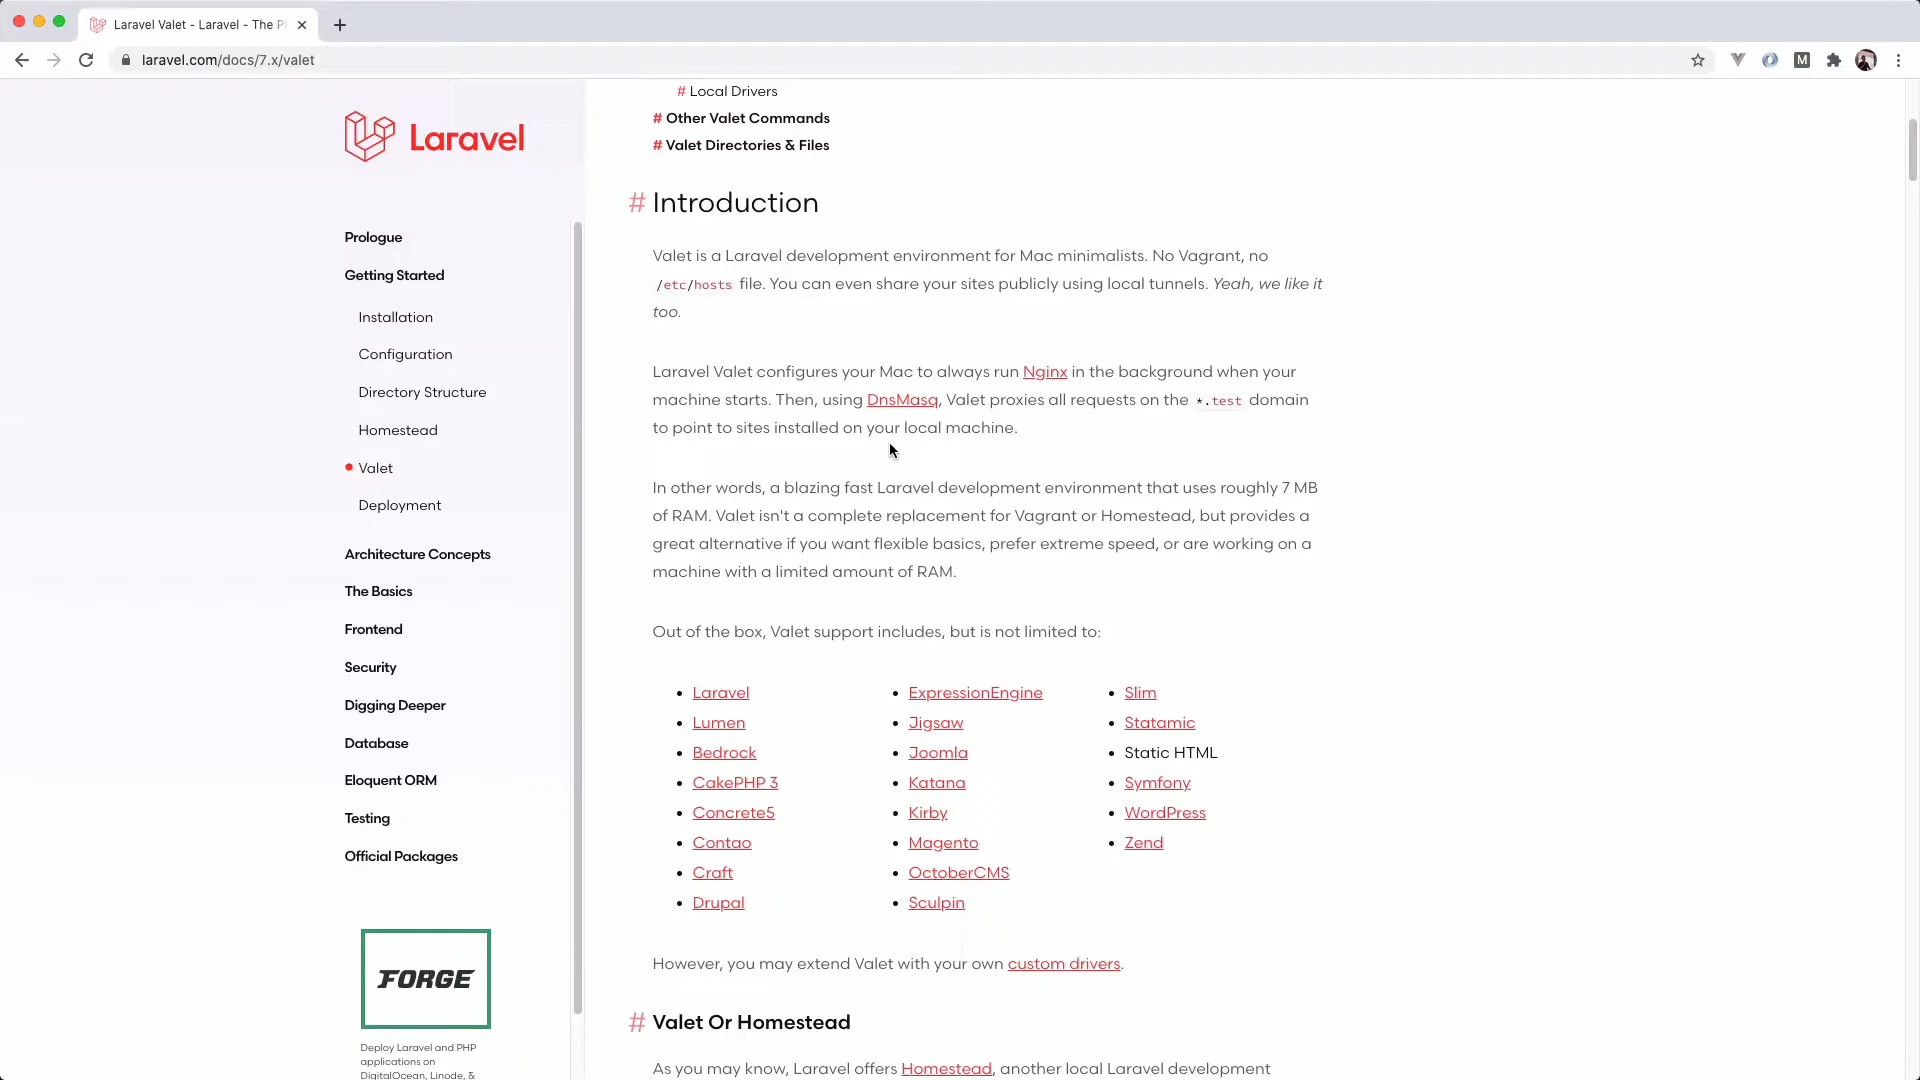 Laravel Valet - Laravel - The P
laravel.com/docs/7.x/valet
M
Laravel
Prologue
Getting Started
Installation
Configuration
Directory Structure
Homestead
Valet
Deployment
Architecture Concepts
The Basics
Frontend
Security
Digging Deeper
Database
Eloquent ORM
Testing
Official Packages
FORGE
Deploy Laravel and PHP
applications on
DigitalOcean, Linode, &
# Local Drivers
# Other Valet Commands
# Valet Directories & Files
# Introduction
Valet is a Laravel development environment for Mac minimalists. No Vagrant, no
/etc/hosts file. You can even share your sites publicly using local tunnels. Yeah, we like it
too.
Laravel Valet configures your Mac to always run Nginx in the background when your
machine starts. Then, using DnsMasq, Valet proxies all requests on the *.test domain
to point to sites installed on your local machine.
In other words, a blazing fast Laravel development environment that uses roughly 7 MB
of RAM. Valet isn't a complete replacement for Vagrant or Homestead, but provides a
great alternative if you want flexible basics, prefer extreme speed, or are working on a
machine with a limited amount of RAM.
Out of the box, Valet support includes, but is not limited to:
• Laravel
• Lumen
• Bedrock
• CakePHP 3
• Concrete5
• Contao
• Craft
• Drupal
• ExpressionEngine
• Jigsaw
• Joomla
• Katana
• Kirby
• Magento
• OctoberCMS
• Sculpin
• Slim
• Statamic
• Static HTML
• Symfony
• WordPress
• Zend
However, you may extend Valet with your own custom drivers.
# Valet Or Homestead
As you may know, Laravel offers Homestead, another local Laravel development